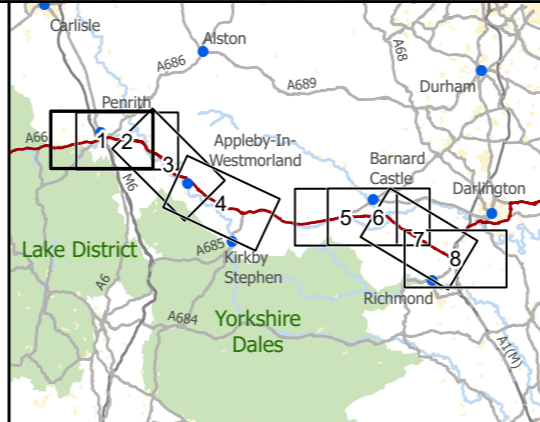 Carlisle
Alston
A686
A68
A689
Durham
Penrith
A66
1
2
3
Appleby-In-
Westmorland
Barnard
Castle
Darlington
M6
4
5
6
7
8
Lake District
A685
Kirkby
Stephen
A6
Richmond
A684
Yorkshire
Dales
A1(M)